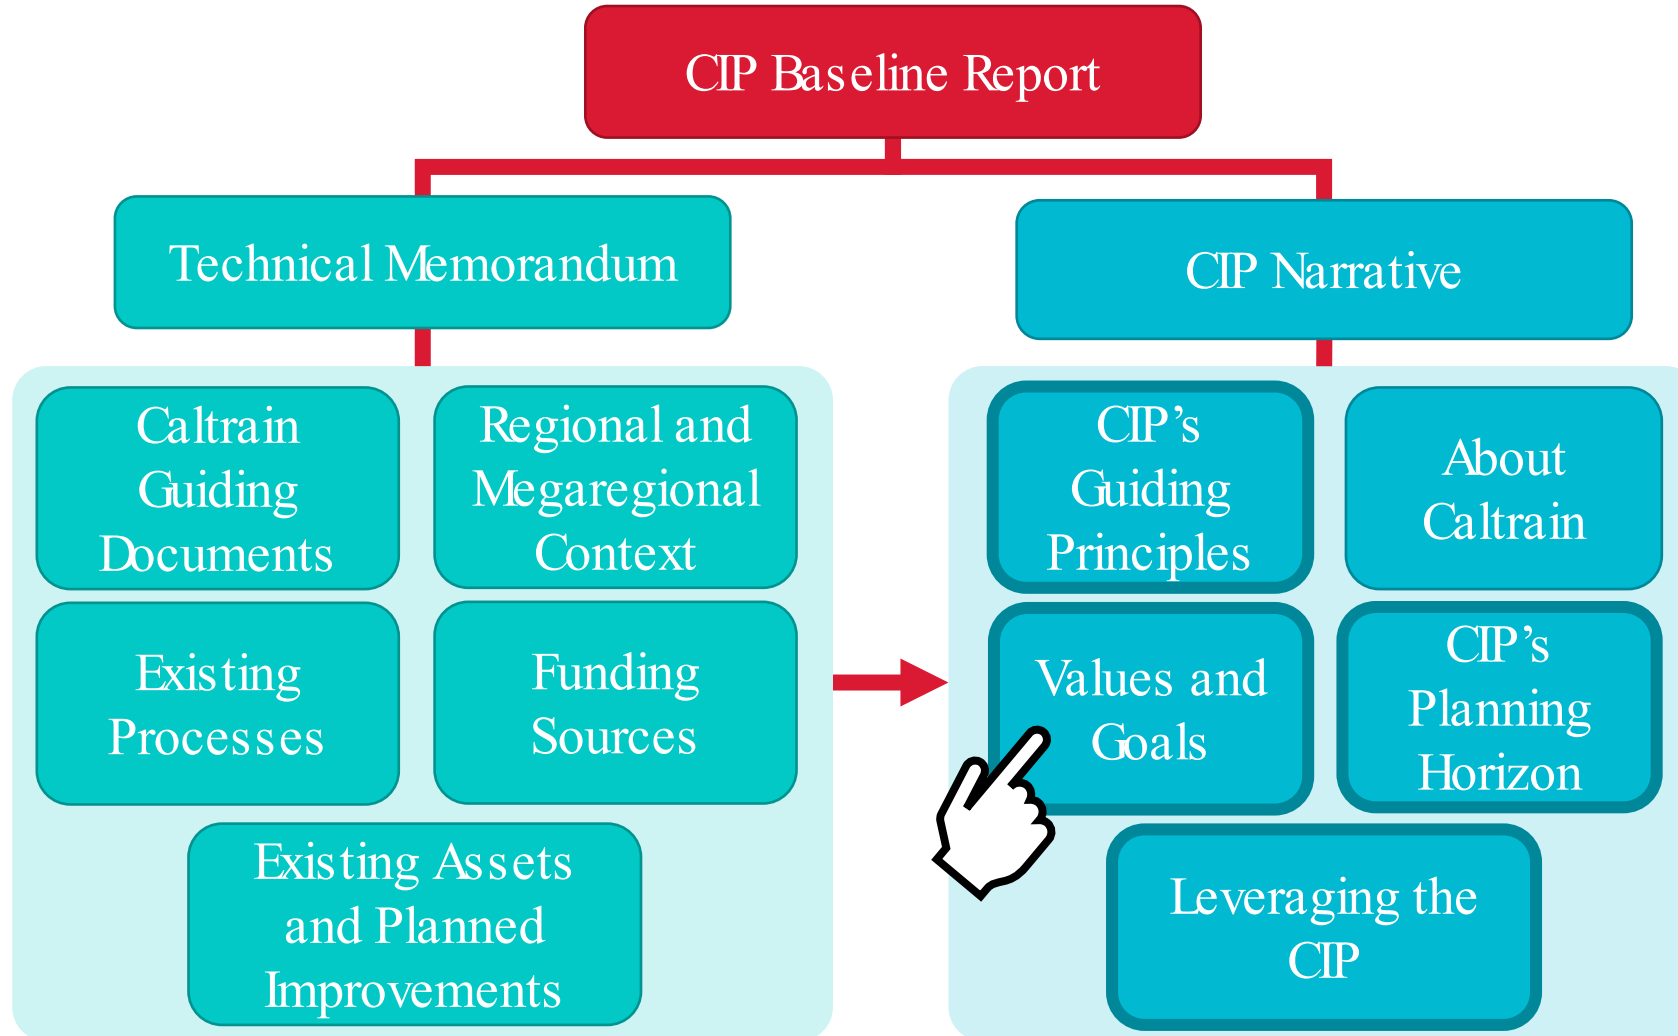 CIP Baseline Report
Technical Memorandum
CIP Narrative
Caltrain
Guiding
Documents
Regional and
Megaregional
Context
Existing
Processes
Funding
Sources
Existing Assets
and Planned
Improvements
CIP’s
Guiding
Principles
About
Caltrain
Values and
Goals
CIP’s
Planning
Horizon
Leveraging the
CIP